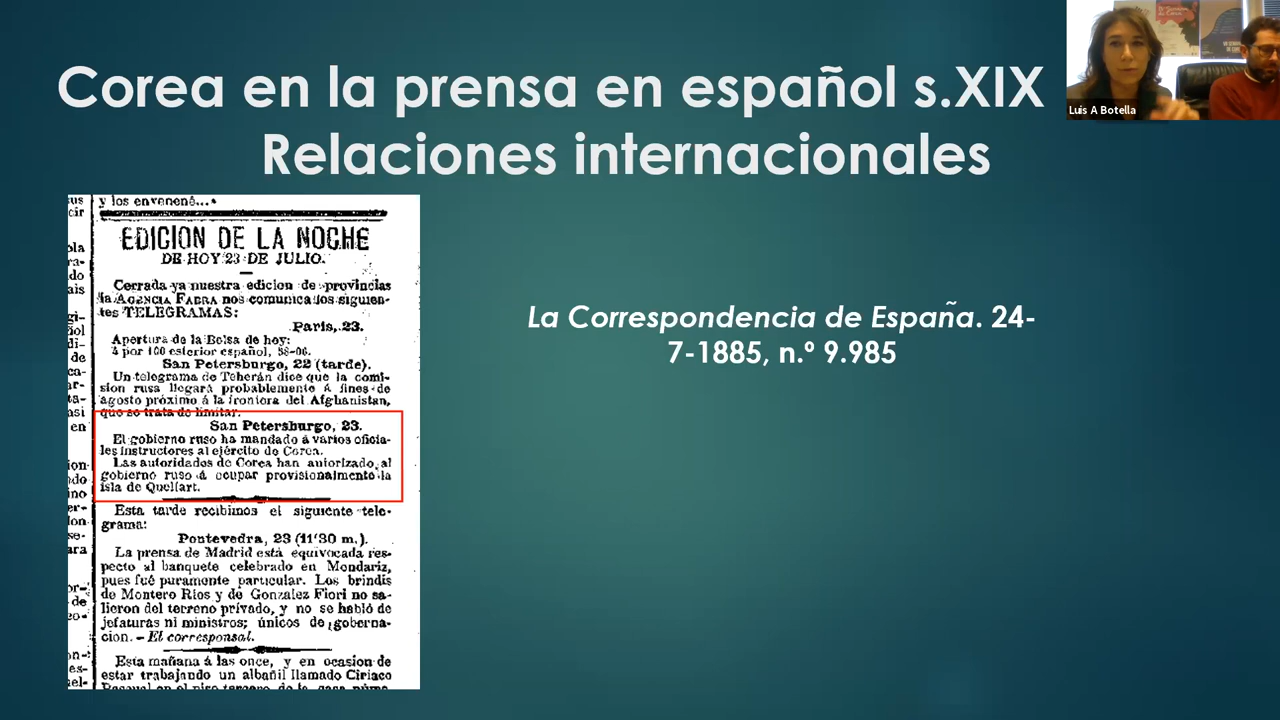 Corea en la prensa en español s.XIX
Relaciones internacionales
Luis A Botella
La Correspondencia de España. 24-
7-1885, n.º 9.985
y los envenené...
EDICION DE LA NOCHE
DE HOY 23 DE JULIO.
Cerrada ya nuestra edicion de provincias
la AGENCIA FABRA nos comunica los siguien-
tes TELEGRAMAS:
Paris, 23.
Apertura de la Bolsa de hoy:
4 por 100 esterior español, 58-06.
San Petersburgo, 22 (tarde).
Un telegrama de Teherán dice que la comi-
sion rusa llegará probablemente á fines de
agosto próximo á la frontera del Afghanistan,
que se trata de limitar.
San Petersburgo, 23.
El gobierno ruso ha mandado á varios oficia-
les instructores al ejército de Corea.
Las autoridades de Corea han autorizado al
gobierno ruso á ocupar provisionalmente la
isla de Quelfart.
Esta tarde recibimos el siguiente tele-
grama:
Pontevedra, 23 (11'30 m.).
La prensa de Madrid está equivocada res-
pecto al banquete celebrado en Mondariz,
pues fué puramente particular. Los brindis
de Montero Rios y de Gonzalez Fiori no sa-
lieron del terreno privado, y no se habló de
jefaturas ni ministros; únicos de goberna-
cion.—El corresponsal.
Esta mañana á las once, y en ocasion de
estar trabajando un albañil llamado Ciriaco